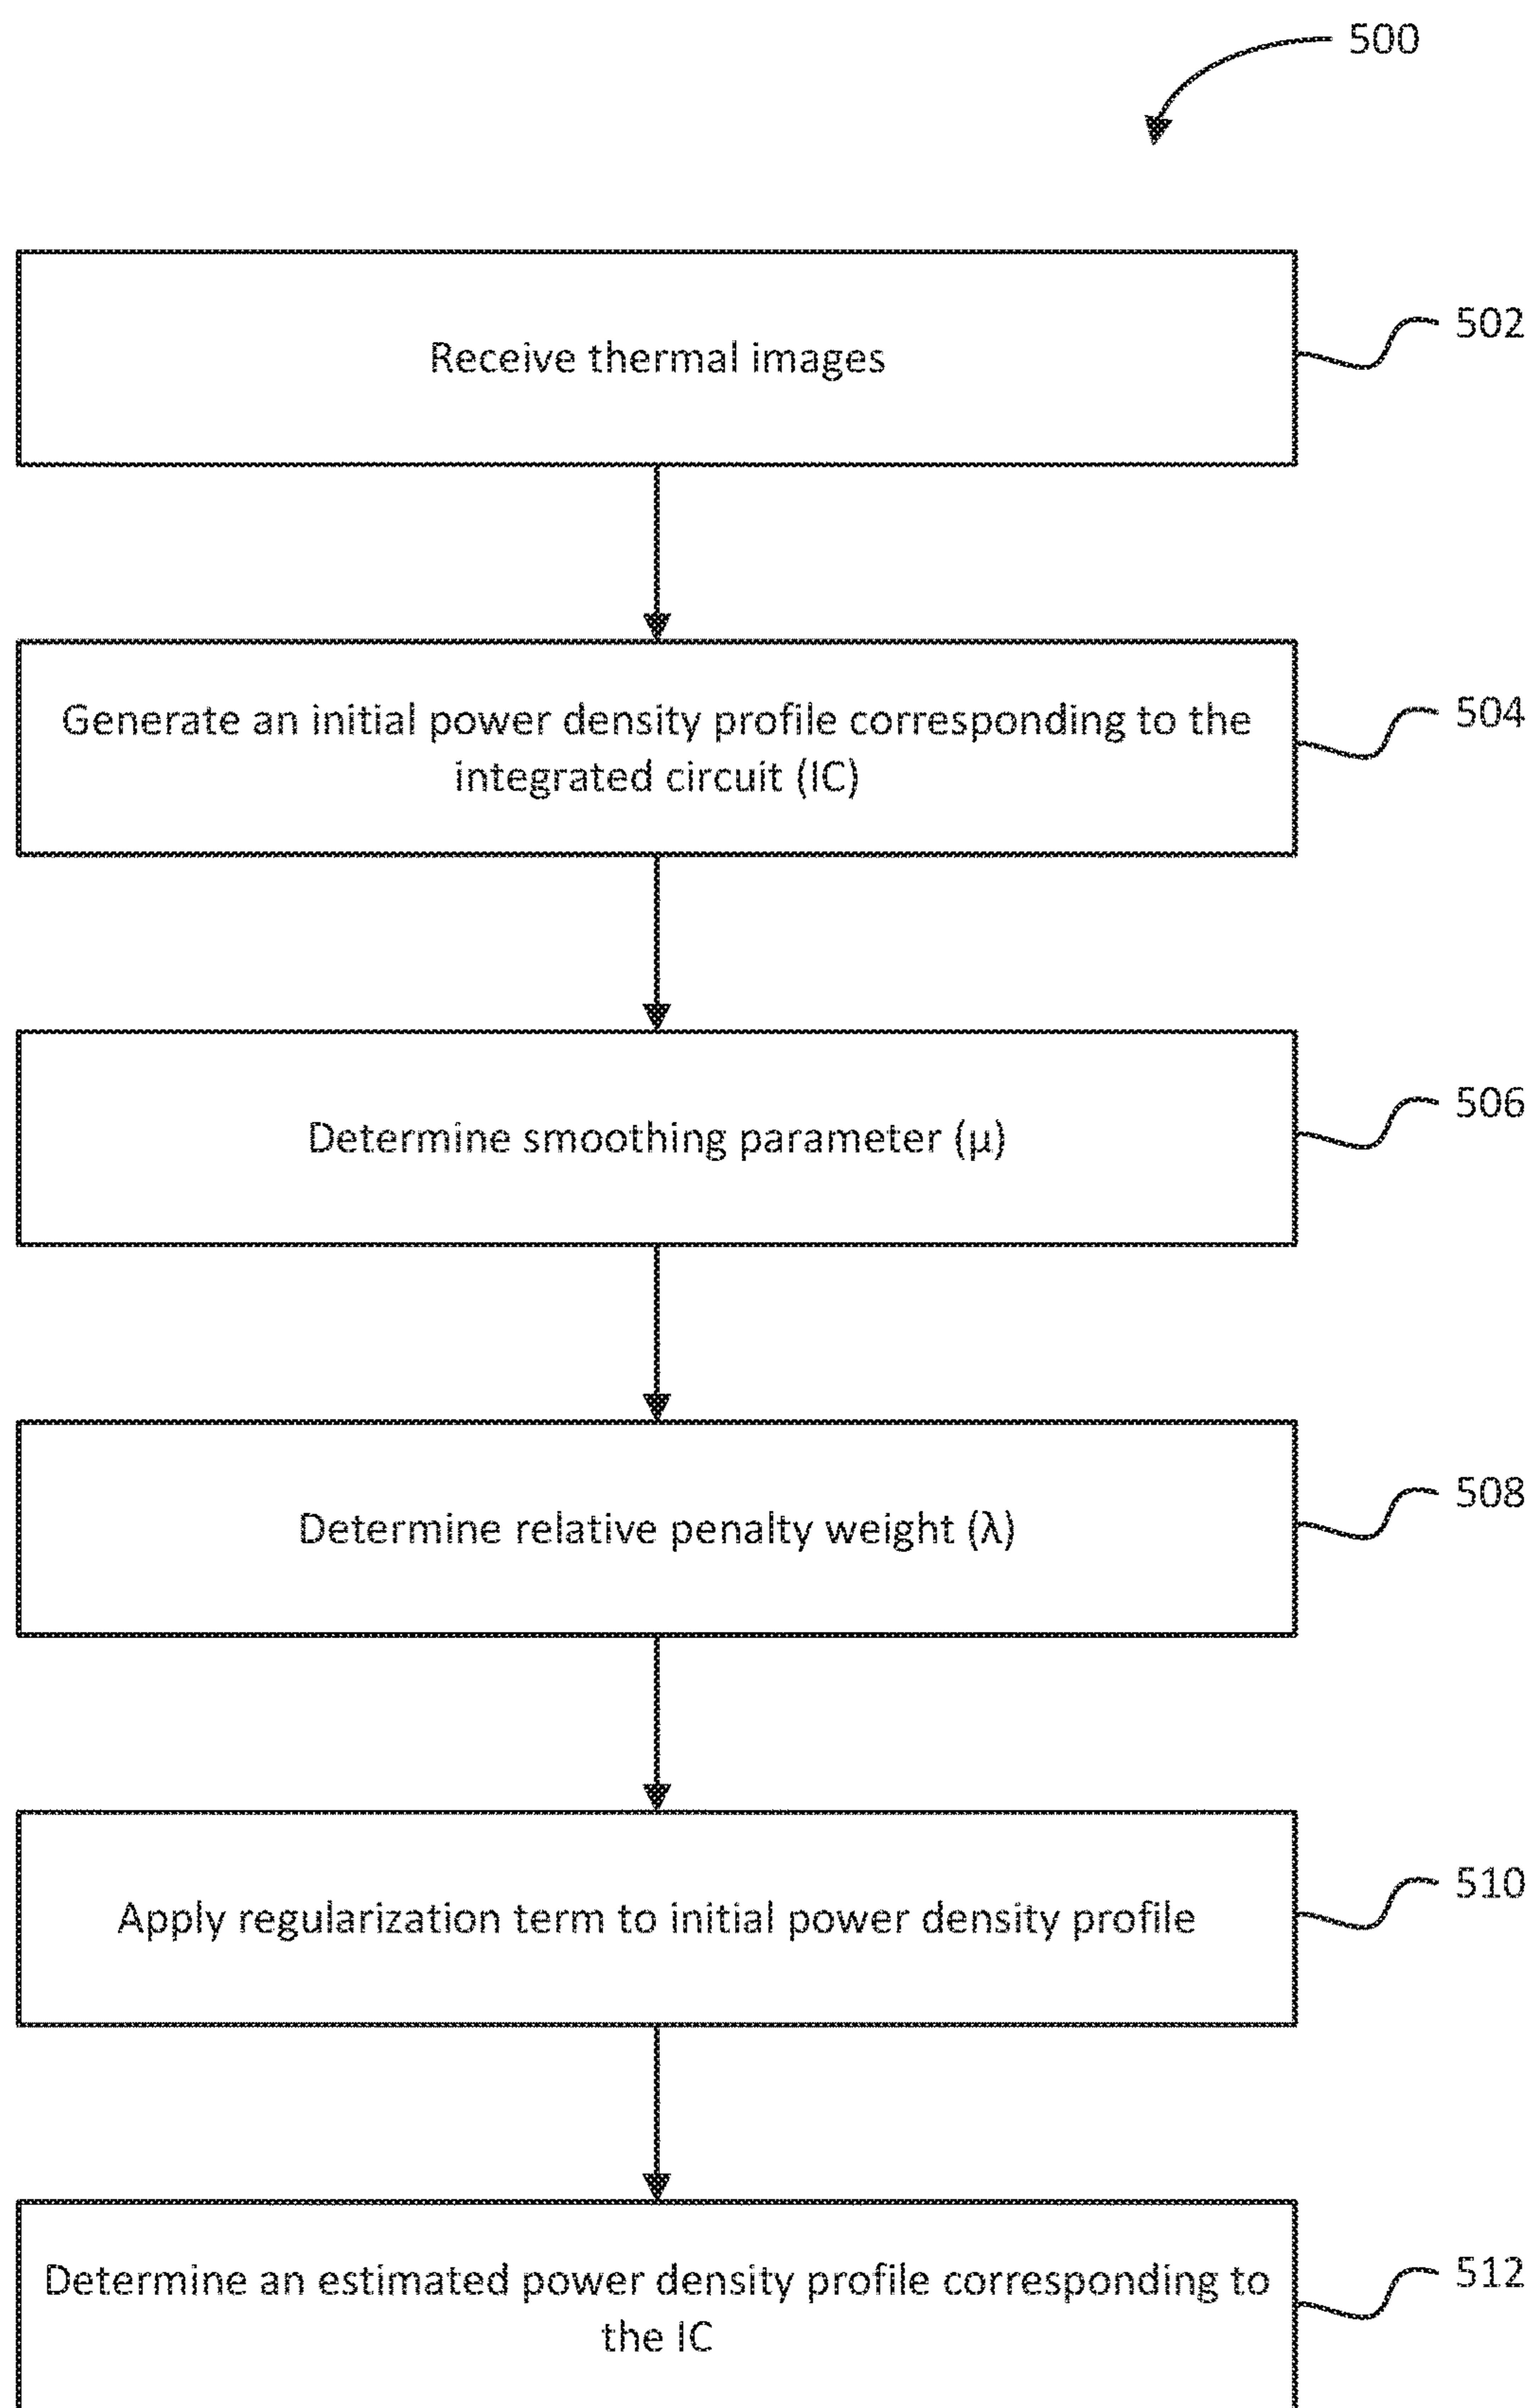 500
Receive thermal images
502
Generate an initial power density profile corresponding to the
integrated circuit (IC)
504
Determine smoothing parameter (μ)
506
Determine relative penalty weight (λ)
508
Apply regularization term to initial power density profile
510
Determine an estimated power density profile corresponding to
the IC
512